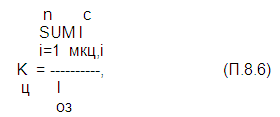 n c
SUM l
i=1 мкц,i
K = ----------, (П.8.6)
ц l
оз